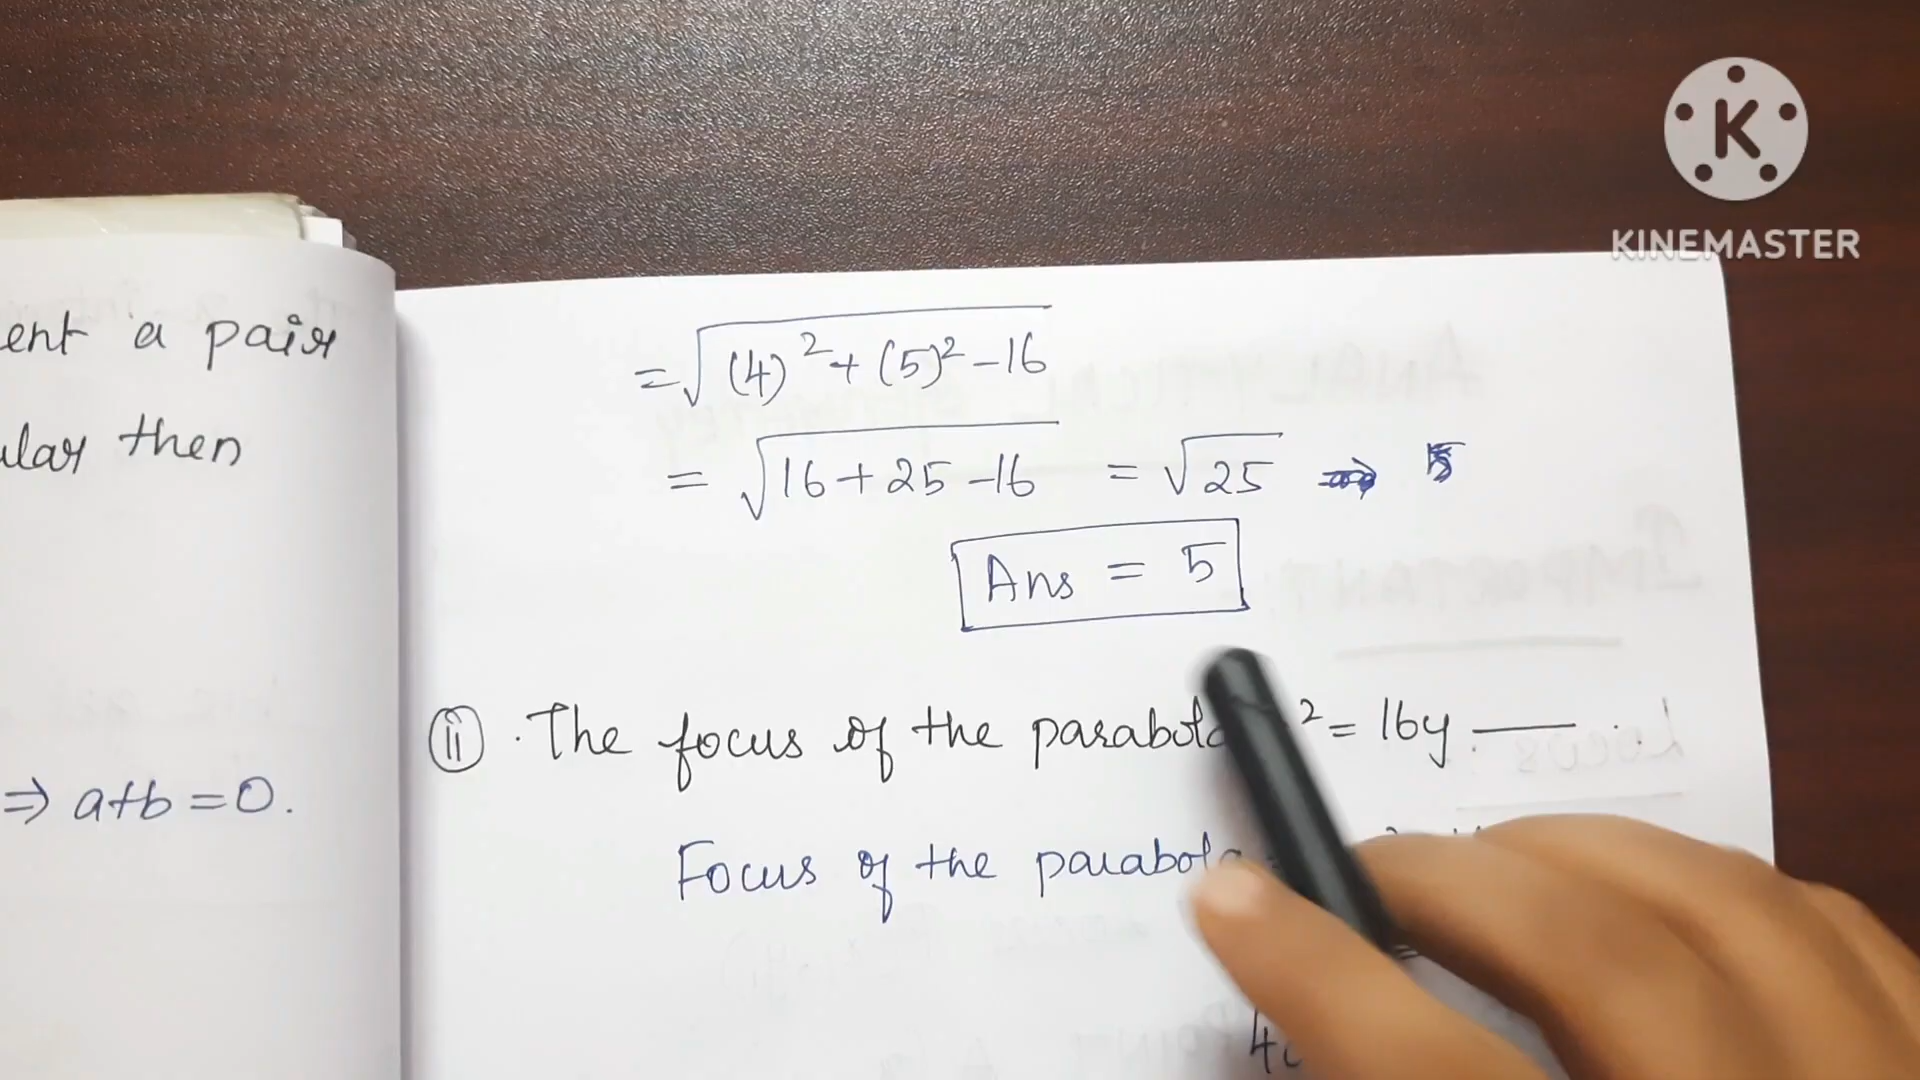 K
KINEMASTER
ent a pair
ular then
⇒ a+b = 0.
= √(4)² + (5)² - 16
= √16 + 25 - 16 = √25 ⇒ 5
Ans = 5
(ii) . The focus of the parabola ² = 16y ——— .
Focus of the parabola